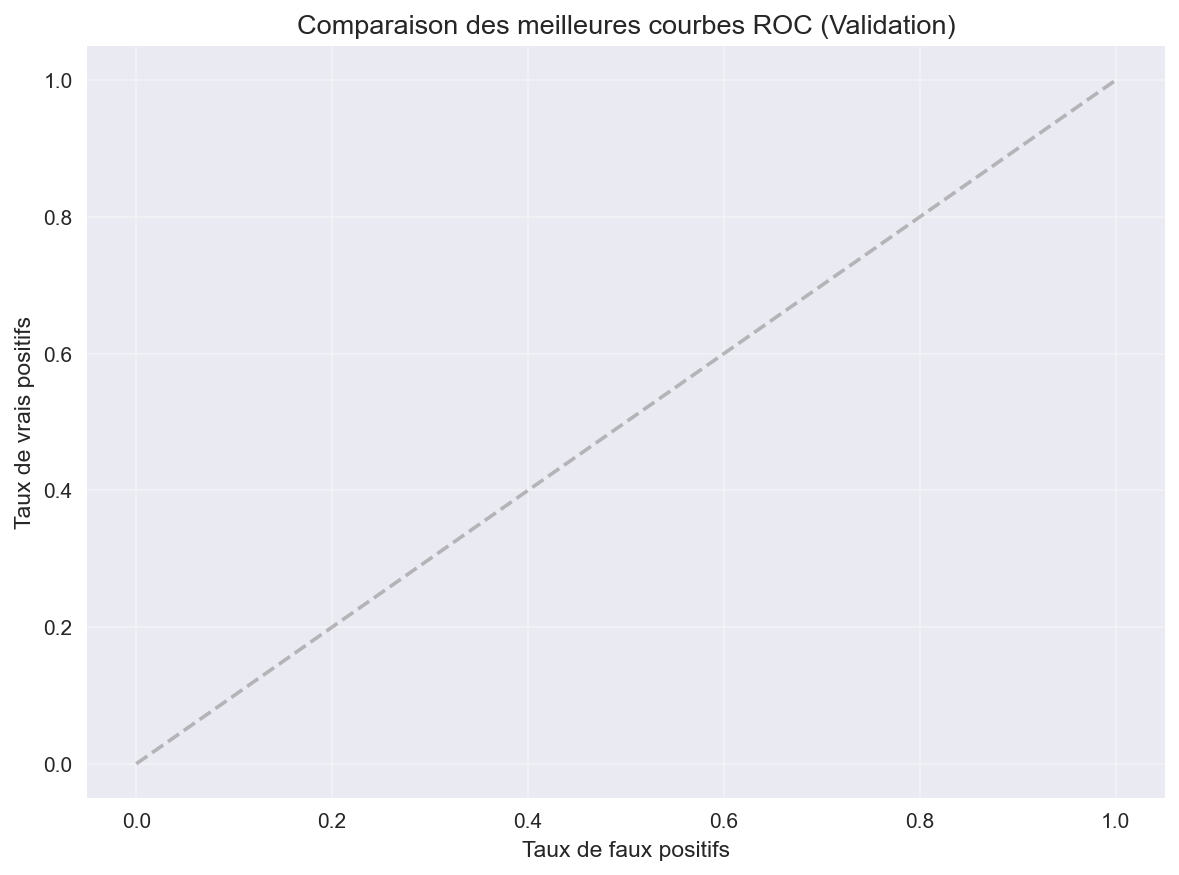 Comparaison des meilleures courbes ROC (Validation)
Taux de vrais positifs
1.0
0.8
0.6
0.4
0.2
0.0
0.0 0.2 0.4 0.6 0.8 1.0
Taux de faux positifs